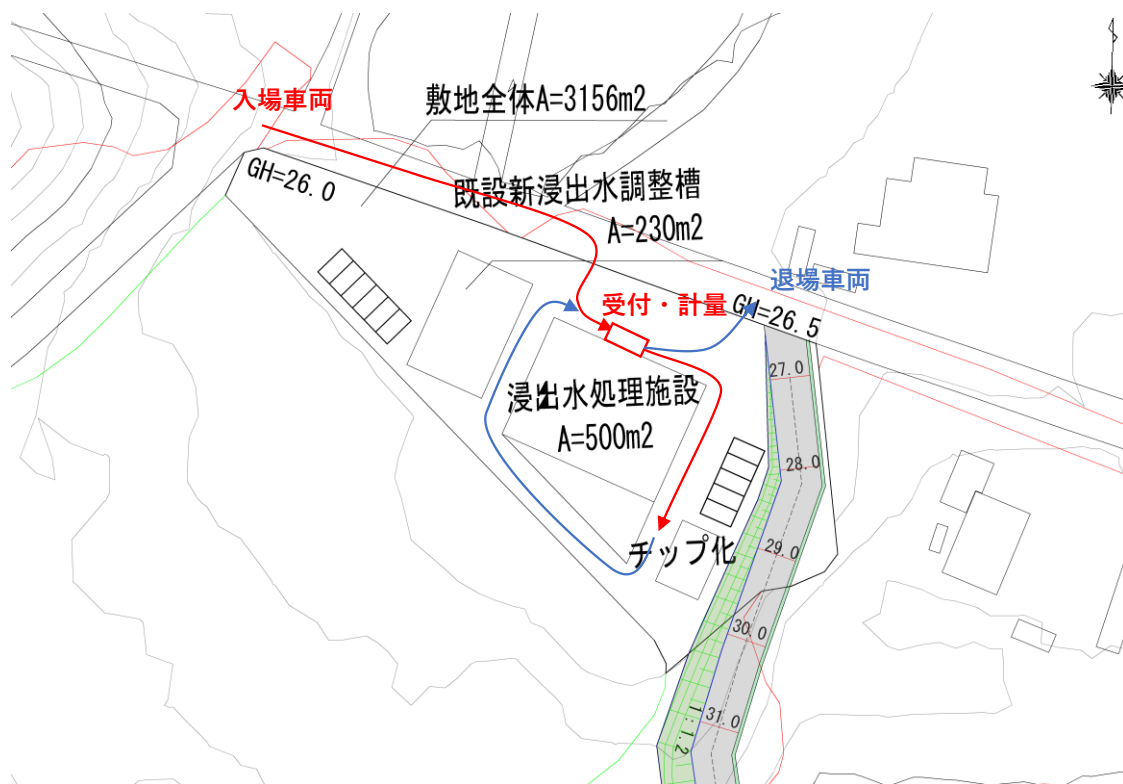 入場車両
敷地全体A=3156m2
GH=26.0
既設新浸出水調整槽
A=230m2
退場車両
受付・計量
GH=26.5
27.0
浸出水処理施設
A=500m2
28.0
チップ化
29.0
30.0
31.0
1:1.2